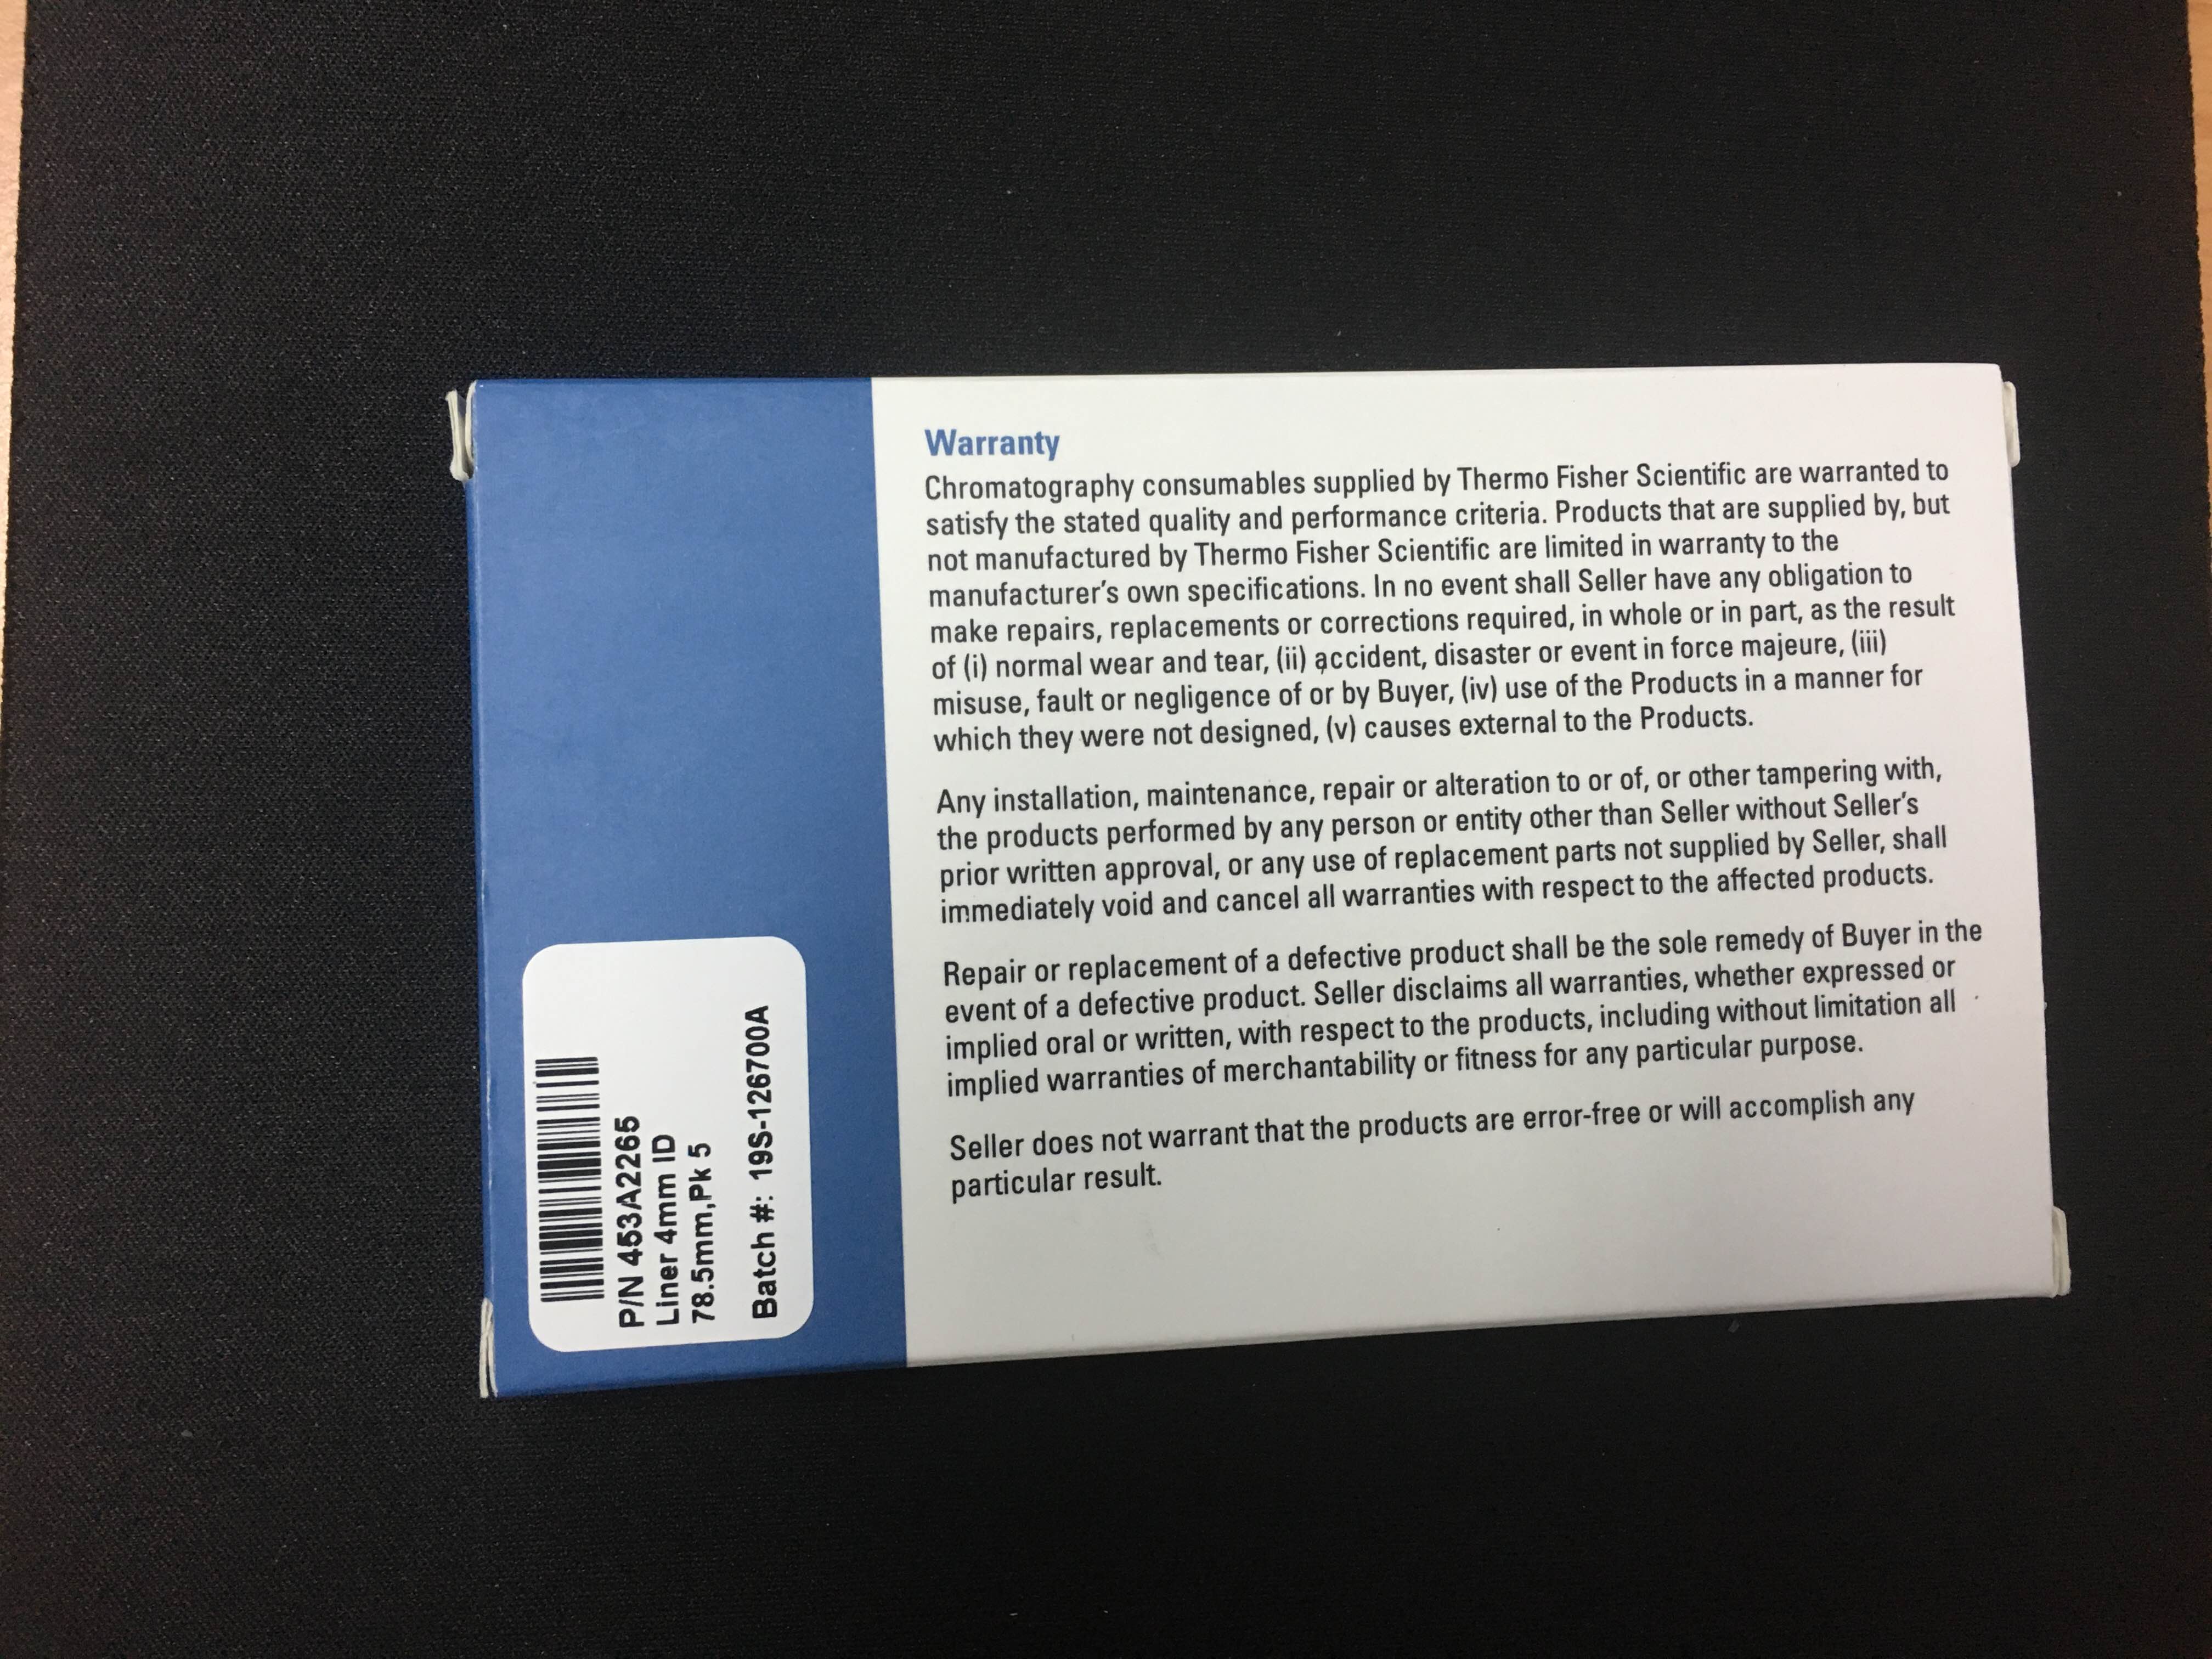 Warranty
Chromatography consumables supplied by Thermo Fisher Scientific are warranted to
satisfy the stated quality and performance criteria. Products that are supplied by, but
not manufactured by Thermo Fisher Scientific are limited in warranty to the
manufacturer's own specifications. In no event shall Seller have any obligation to
make repairs, replacements or corrections required, in whole or in part, as the result
of (i) normal wear and tear, (ii) accident, disaster or event in force majeure, (iii)
misuse, fault or negligence of or by Buyer, (iv) use of the Products in a manner for
which they were not designed, (v) causes external to the Products.
Any installation, maintenance, repair or alteration to or of, or other tampering with,
the products performed by any person or entity other than Seller without Seller's
prior written approval, or any use of replacement parts not supplied by Seller, shall
immediately void and cancel all warranties with respect to the affected products.
Repair or replacement of a defective product shall be the sole remedy of Buyer in the
event of a defective product. Seller disclaims all warranties, whether expressed or
implied oral or written, with respect to the products, including without limitation all
implied warranties of merchantability or fitness for any particular purpose.
Seller does not warrant that the products are error-free or will accomplish any
particular result.
P/N 453A2265
Liner 4mm ID
78.5mm,Pk 5
Batch #: 19S-126700A